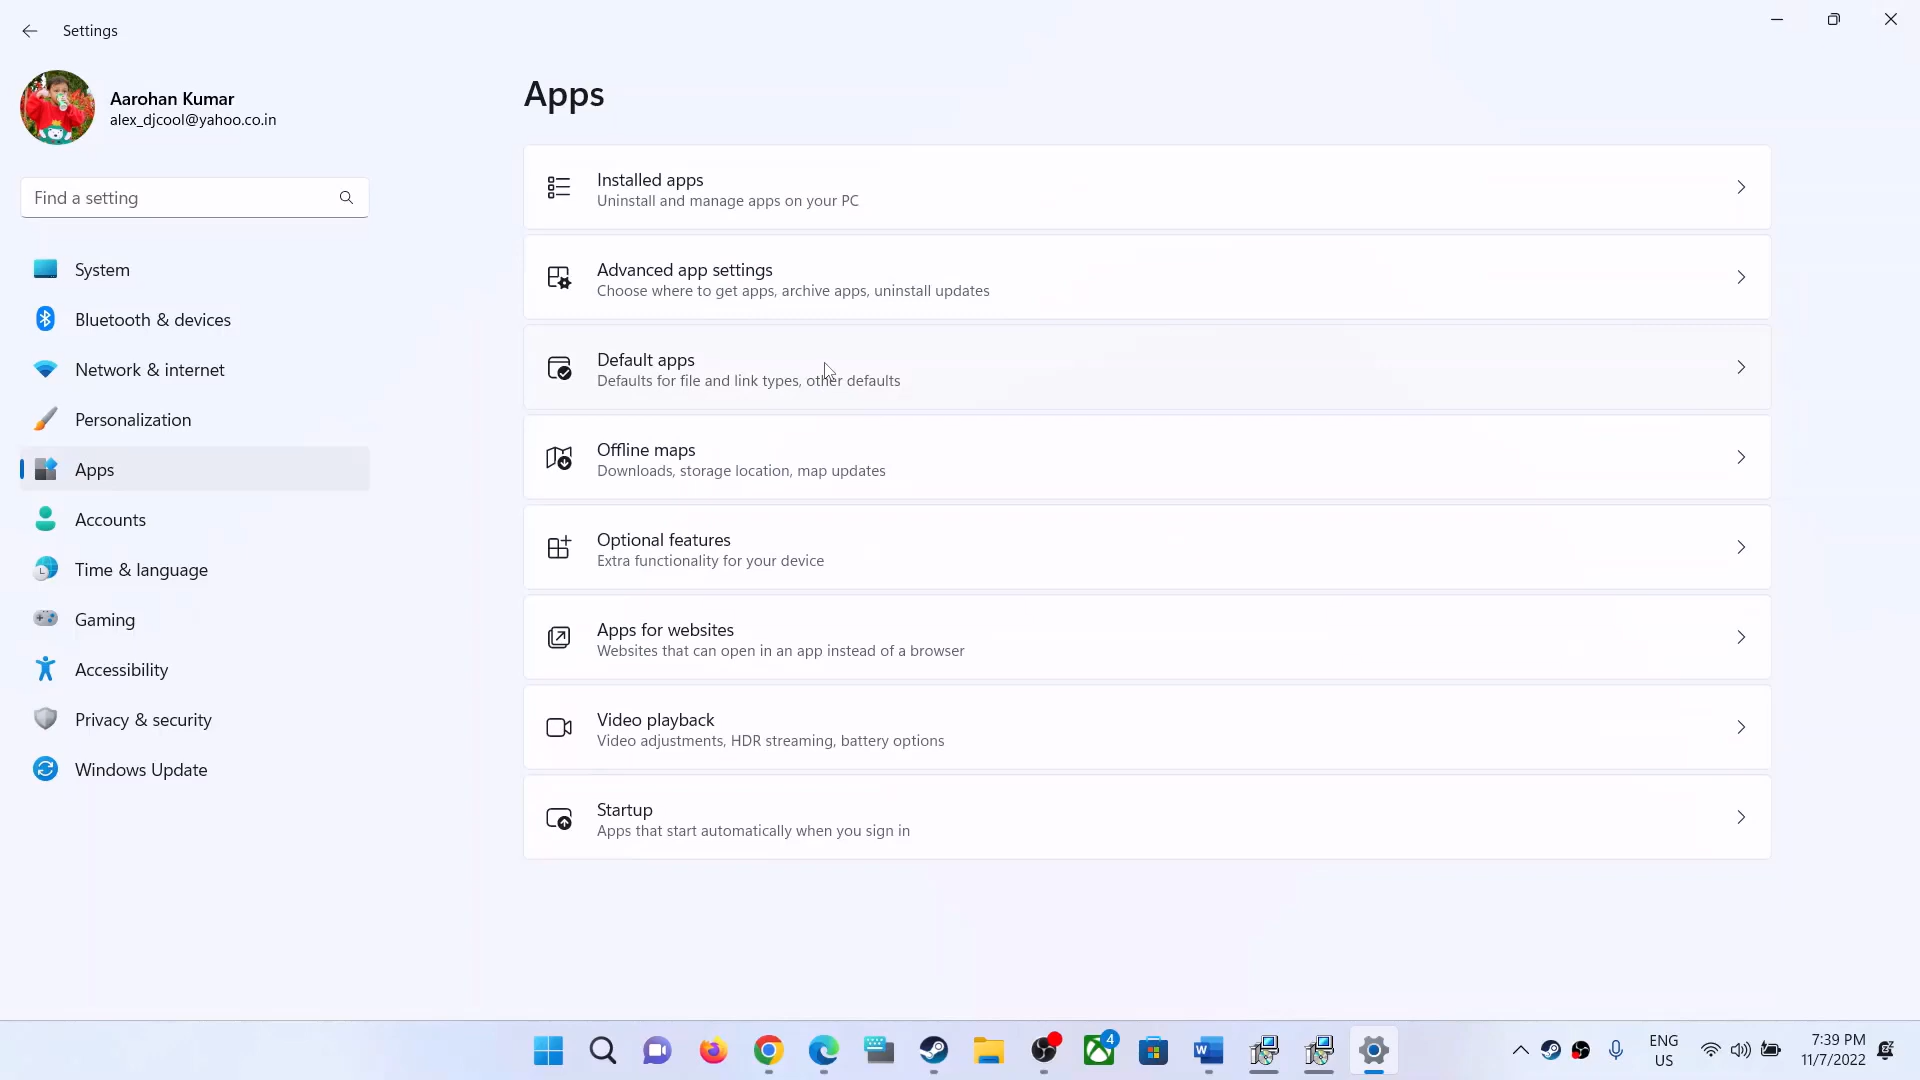 Settings
Aarohan Kumar
alex_djcool@yahoo.co.in
Find a setting
System
Bluetooth & devices
Network & internet
Personalization
Apps
Accounts
Time & language
Gaming
Accessibility
Privacy & security
Windows Update
Apps
Installed apps
Uninstall and manage apps on your PC
Advanced app settings
Choose where to get apps, archive apps, uninstall updates
Default apps
Defaults for file and link types, other defaults
Offline maps
Downloads, storage location, map updates
Optional features
Extra functionality for your device
Apps for websites
Websites that can open in an app instead of a browser
Video playback
Video adjustments, HDR streaming, battery options
Startup
Apps that start automatically when you sign in
4
W
ENG
US
7:39 PM
11/7/2022